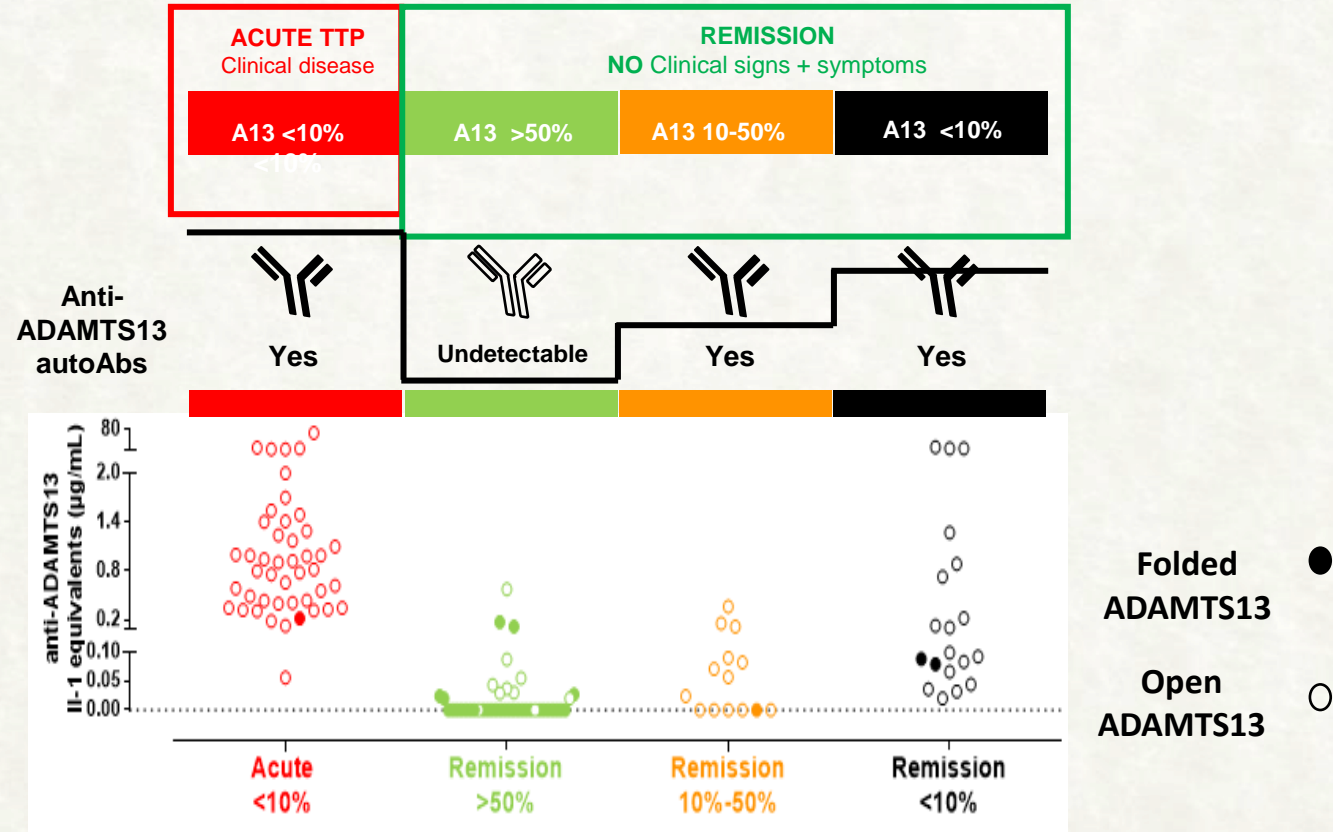 ACUTE TTP
Clinical disease
REMISSION
NO Clinical signs + symptoms
A13 <10%
<10%
A13 >50%
A13 10-50%
A13 <10%
Anti-
ADAMTS13
autoAbs
Yes
Undetectable
Yes
Yes
anti-ADAMTS13
II-1 equivalents (µg/mL)
80
2.0
1.4
0.8
0.2
0.10
0.05
0.00
Acute
<10%
Remission
>50%
Remission
10%-50%
Remission
<10%
Folded
ADAMTS13
Open
ADAMTS13